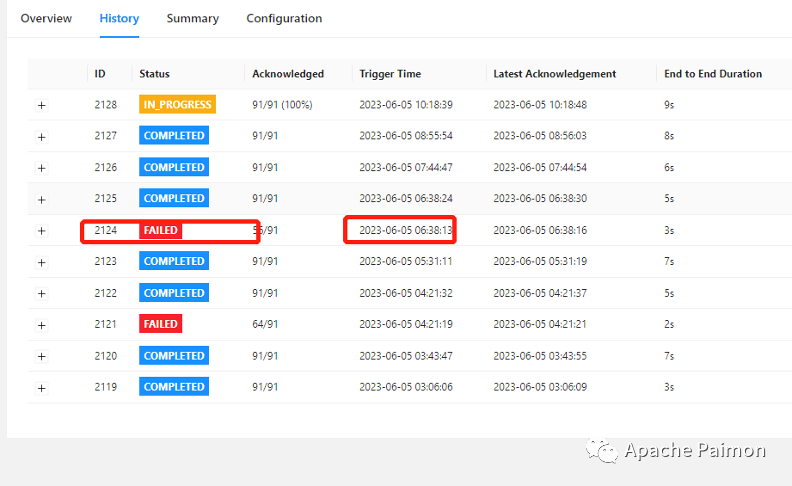 Overview History Summary Configuration
ID Status Acknowledged Trigger Time Latest Acknowledgement End to End Duration
+ 2128 IN_PROGRESS 91/91 (100%) 2023-06-05 10:18:39 2023-06-05 10:18:48 9s
+ 2127 COMPLETED 91/91 2023-06-05 08:55:54 2023-06-05 08:56:03 8s
+ 2126 COMPLETED 91/91 2023-06-05 07:44:47 2023-06-05 07:44:54 6s
+ 2125 COMPLETED 91/91 2023-06-05 06:38:24 2023-06-05 06:38:30 5s
+ 2124 FAILED 2023-06-05 06:38:13 2023-06-05 06:38:16 3s
+ 2123 COMPLETED 91/91 2023-06-05 05:31:11 2023-06-05 05:31:19 7s
+ 2122 COMPLETED 91/91 2023-06-05 04:21:32 2023-06-05 04:21:37 5s
+ 2121 FAILED 64/91 2023-06-05 04:21:19 2023-06-05 04:21:21 2s
+ 2120 COMPLETED 91/91 2023-06-05 03:43:47 2023-06-05 03:43:55 7s
+ 2119 COMPLETED 91/91 2023-06-05 03:06:06 2023-06-05 03:06:09 3s
Apache Paimon